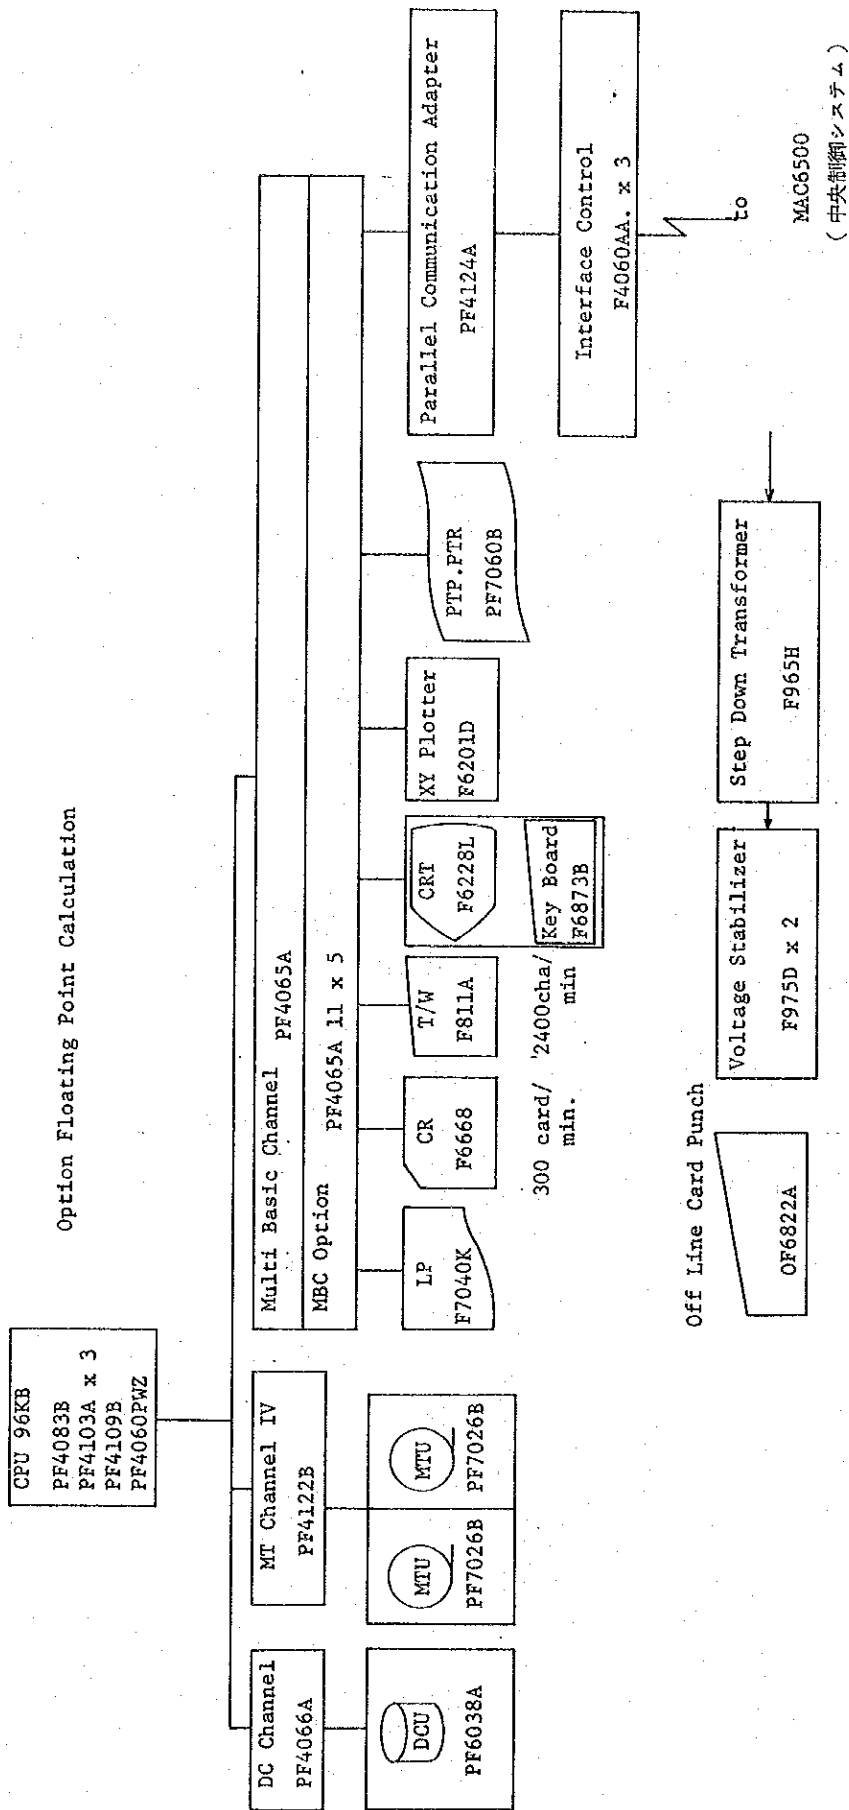 CPU 96KB
PF4083B
PF4103A x 3
PF4109B
PF4060PWZ
Option Floating Point Calculation
DC Channel
PF4066A
DCU
PF6038A
MT Channel IV
PF4122B
MTU
PF7026B
MTU
PF7026B
Multi Basic Channel
PF4065A
MBC Option
PF4065A 11 x 5
LP
F7040K
CR
F6668
300 card/
min.
T/W
F811A
2400cha/
min
CRT
F6228L
Key Board
F6873B
XY Plotter
F6201D
PTP.PTR
PF7060B
Parallel Communication Adapter
PF4124A
Interface Control
F4060AA. x 3
to
MAC6500
(中央制御システム)
Off Line Card Punch
OF6822A
Voltage Stabilizer
F975D x 2
Step Down Transformer
F965H